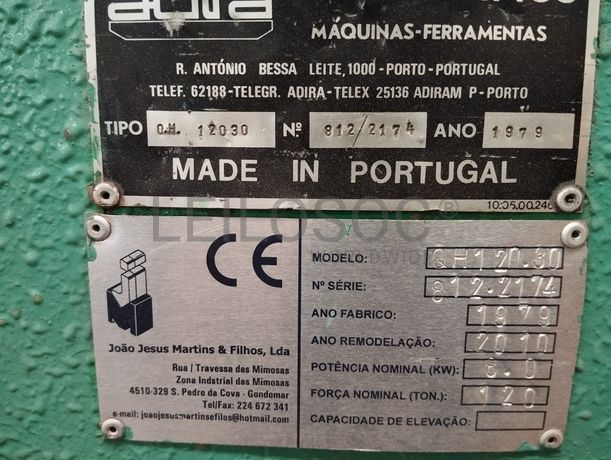 adira
MÁQUINAS-FERRAMENTAS
R. ANTÓNIO BESSA LEITE, 1000-PORTO-PORTUGAL
TELEF. 62188-TELEGR. ADIRA-TELEX 25136 ADIRAM P-PORTO
TIPO Q.H. 12030 Nº 812/2174 ANO 1979
MADE IN PORTUGAL
10.05.00.246
LEILOSOC®
CE
João Jesus Martins & Filhos, Lda
Rua / Travessa das Mimosas
Zona Indstrial das Mimosas
4510-329 S. Pedro da Cova - Gondomar
Tel/Fax: 224 672 341
e-mail: joaojesusmartinsefilos@hotmail.com
MODELO: QH120.30
Nº SÉRIE: 812.2174
ANO FABRICO: 1979
ANO REMODELAÇÃO: 2010
POTÊNCIA NOMINAL (KW):
FORÇA NOMINAL (TON.) 120
CAPACIDADE DE ELEVAÇÃO: